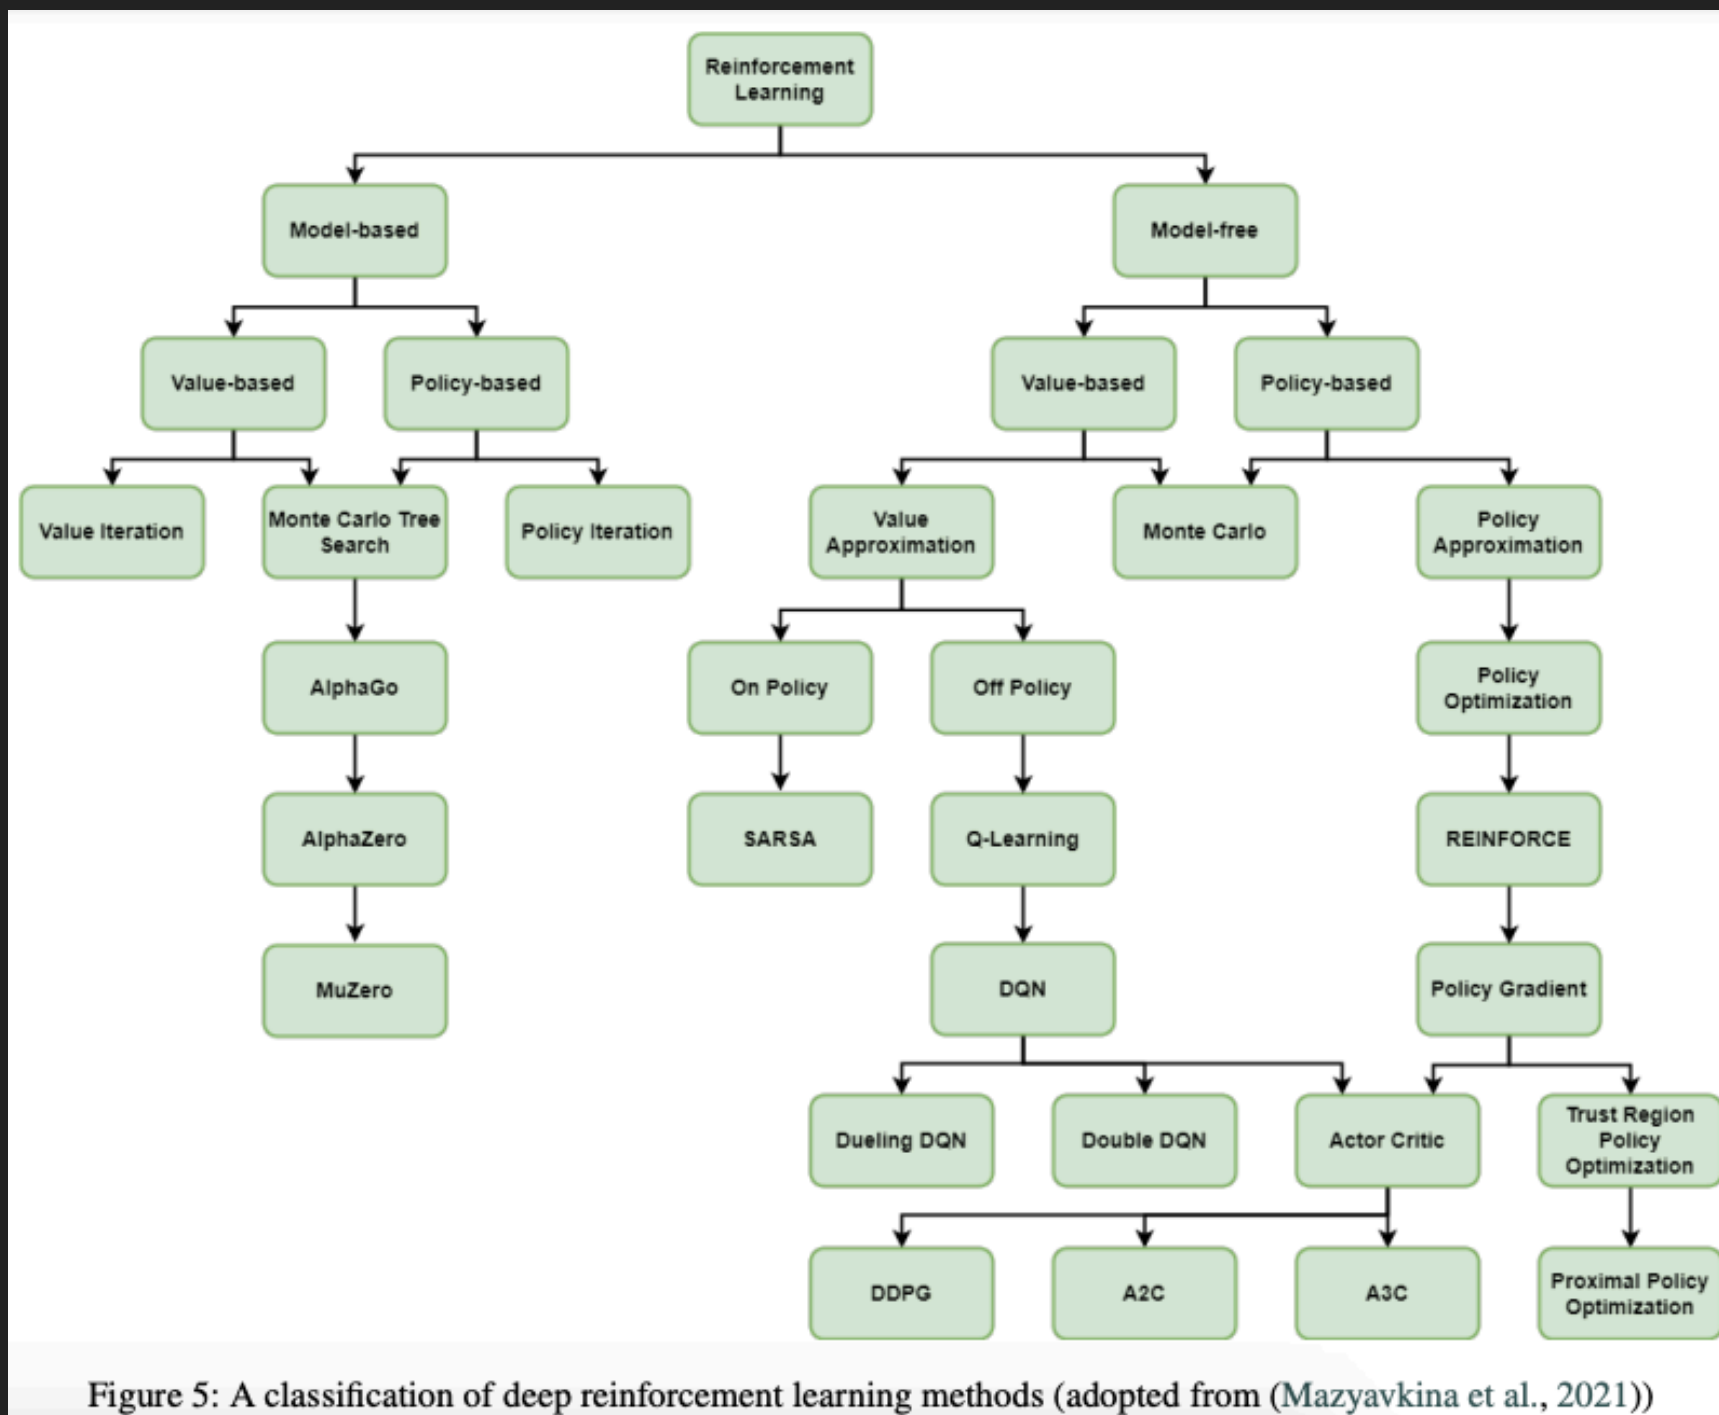 Reinforcement
Learning
Model-based
Model-free
Value-based
Policy-based
Value-based
Policy-based
Value Iteration
Monte Carlo Tree
Search
Policy Iteration
Value
Approximation
Monte Carlo
Policy
Approximation
AlphaGo
On Policy
Off Policy
Policy
Optimization
AlphaZero
SARSA
Q-Learning
REINFORCE
MuZero
DQN
Policy Gradient
Dueling DQN
Double DQN
Actor Critic
Trust Region
Policy
Optimization
DDPG
A2C
A3C
Proximal Policy
Optimization
Figure 5: A classification of deep reinforcement learning methods (adopted from (Mazyavkina et al., 2021))